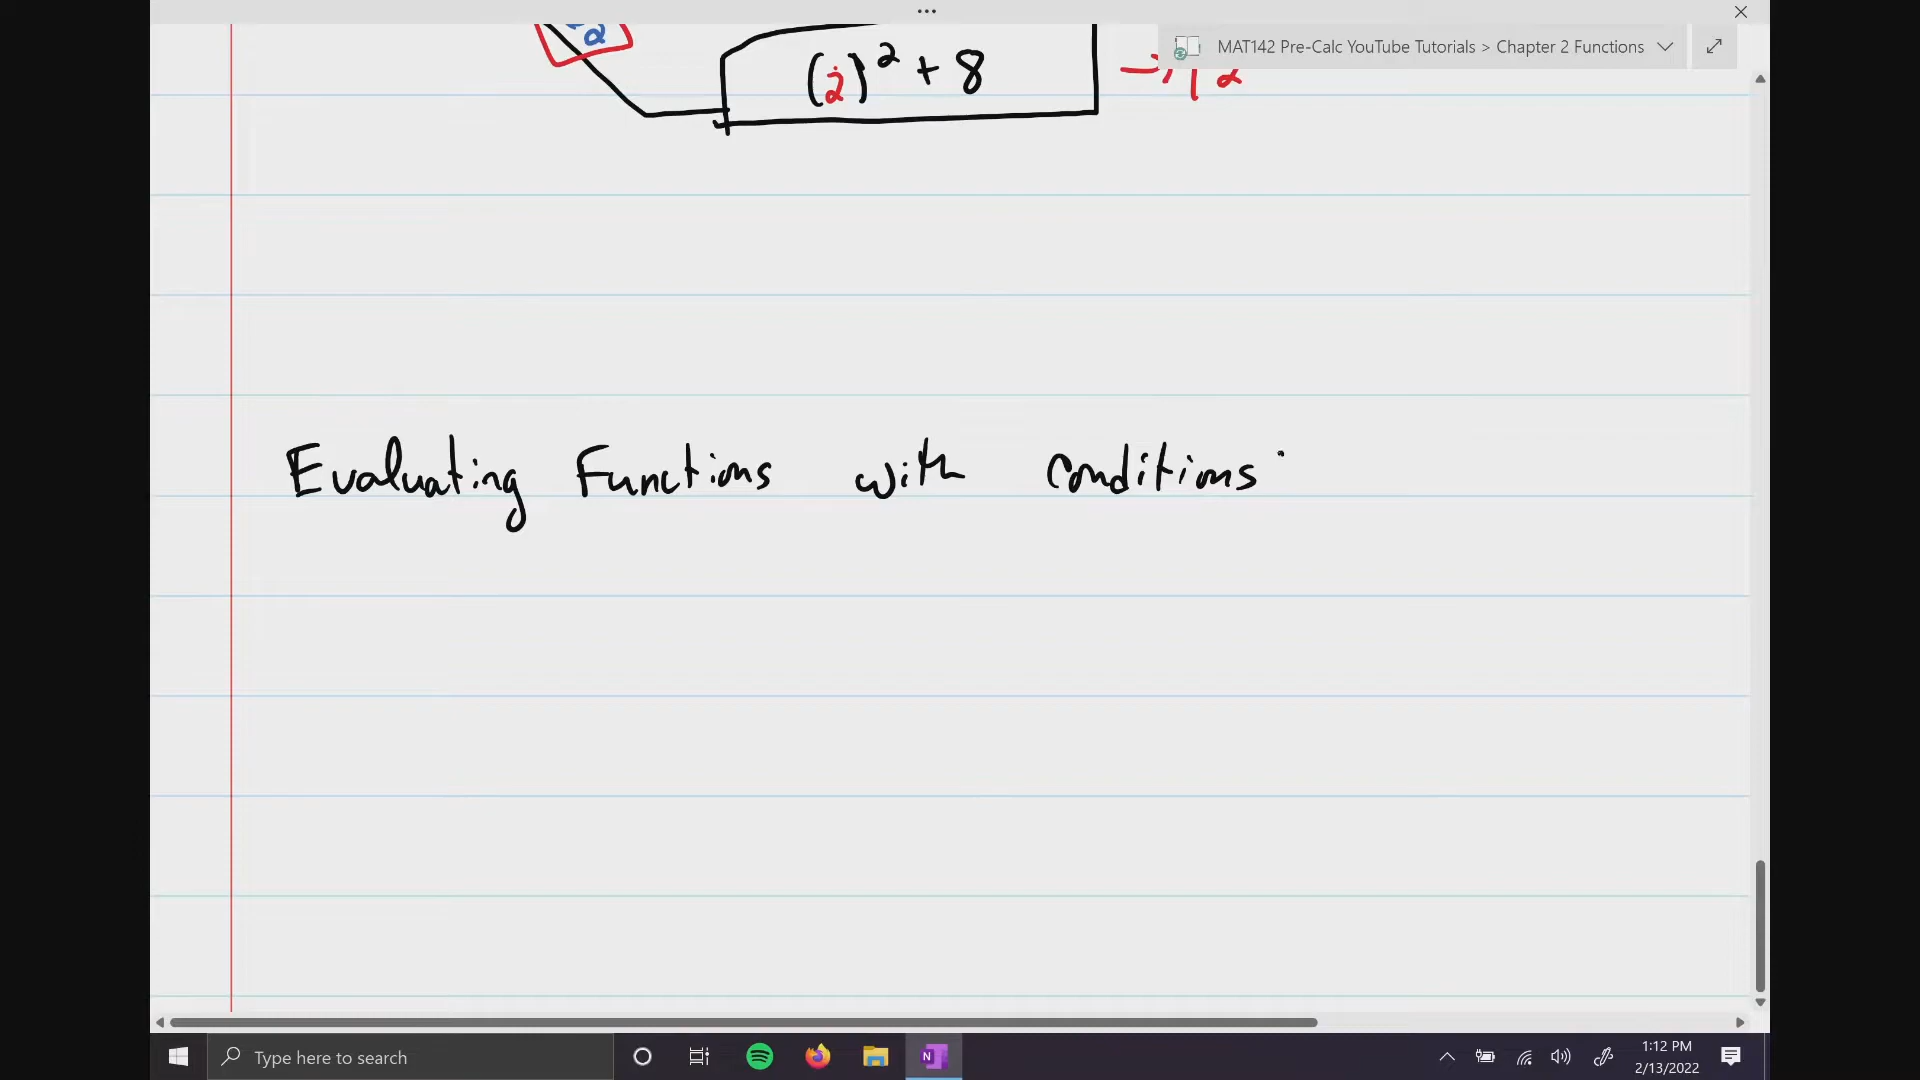 MAT142 Pre-Calc YouTube Tutorials > Chapter 2 Functions
2
(2)² + 8
Evaluating Functions with conditions
Type here to search
1:12 PM
2/13/2022